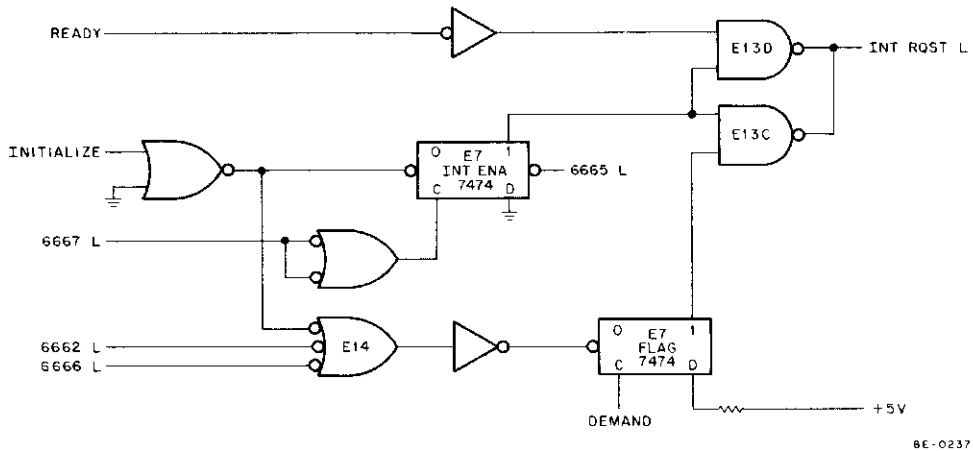 READY
E13D
INT RQST L
E13C
INITIALIZE
0 1
E7
INT ENA
7474
C D
6665 L
6667 L
E14
6662 L
6666 L
0 1
E7
FLAG
7474
C D
DEMAND
+5V
8E-0237